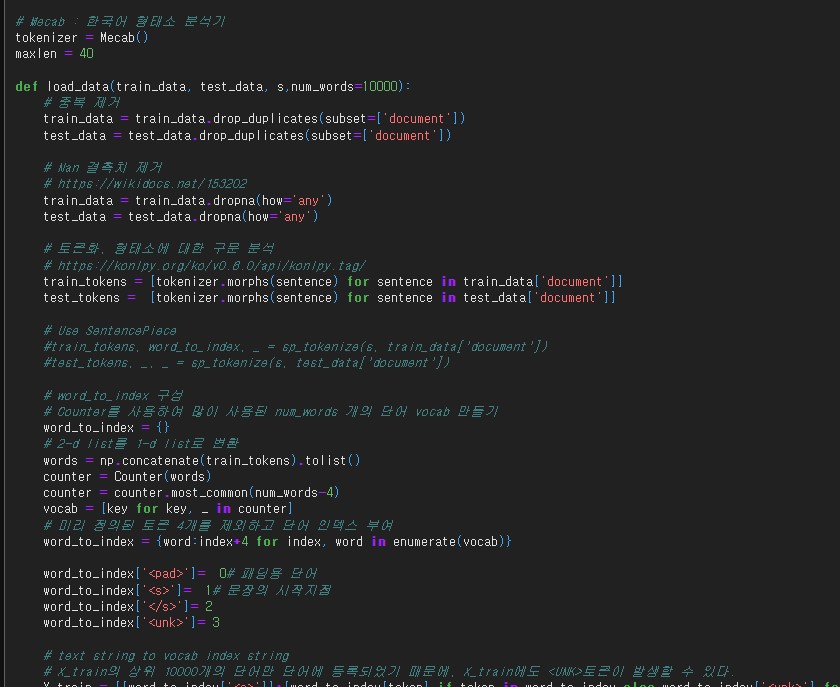 # Mecab : 한국어 형태소 분석기
tokenizer = Mecab()
maxlen = 40
def load_data(train_data, test_data, s,num_words=10000):
# 중복 제거
train_data = train_data.drop_duplicates(subset=['document'])
test_data = test_data.drop_duplicates(subset=['document'])
# Nan 결측치 제거
# https://wikidocs.net/153202
train_data = train_data.dropna(how='any')
test_data = test_data.dropna(how='any')
# 토큰화, 형태소에 대한 구문 분석
# https://konlpy.org/ko/v0.6.0/api/konlpy.tag/
train_tokens = [tokenizer.morphs(sentence) for sentence in train_data['document']]
test_tokens =  [tokenizer.morphs(sentence) for sentence in test_data['document']]
# Use SentencePiece
#train_tokens, word_to_index, _ = sp_tokenize(s, train_data['document'])
#test_tokens, _, _ = sp_tokenize(s, test_data['document'])
# word_to_index 구성
# Counter를 사용하여 많이 사용된 num_words 개의 단어 vocab 만들기
word_to_index = {}
# 2-d list를 1-d list로 변환
words = np.concatenate(train_tokens).tolist()
counter = Counter(words)
counter = counter.most_common(num_words-4)
vocab = [key for key, _ in counter]
# 미리 정의된 토큰 4개를 제외하고 단어 인덱스 부여
word_to_index = {word:index+4 for index, word in enumerate(vocab)}
word_to_index['<pad>']=  0# 패딩용 단어
word_to_index['<s>']=  1# 문장의 시작지점
word_to_index['</s>']= 2
word_to_index['<unk>']= 3
# text string to vocab index string
# X_train의 상위 10000개의 단어만 단어에 등록되었기 때문에, X_train에도 <UNK>토큰이 발생할 수 있다.
X_train = [[word_to_index['<s>']]+[word_to_index[token] if token in word_to_index else word_to_index['<unk>'] f